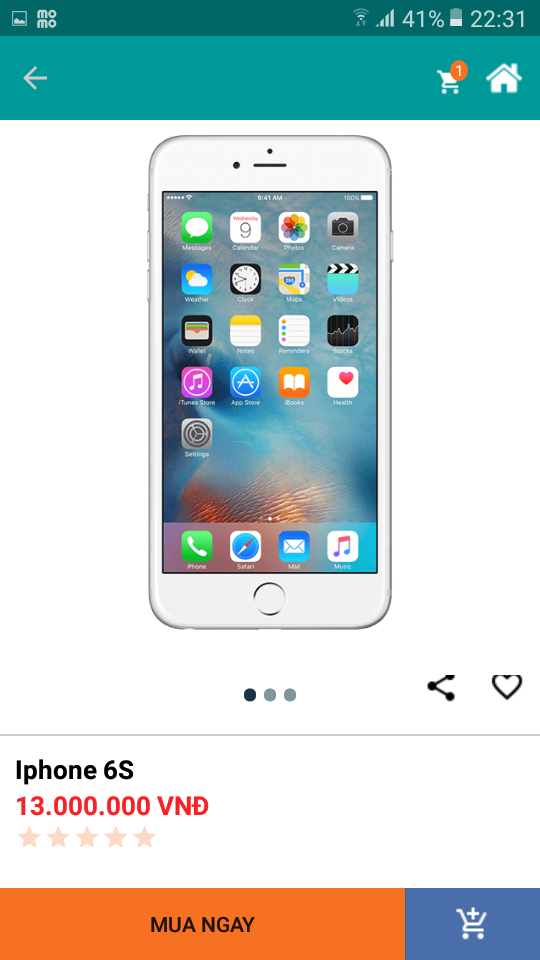 mo
mo
41%
22:31
1
9:41 AM
100%
Wednesday
9
Messages
Calendar
Photos
Camera
Weather
Clock
Maps
Videos
Wallet
Notes
Reminders
Stocks
iTunes Store
App Store
iBooks
Health
Settings
Phone
Safari
Mail
Music
Iphone 6S
13.000.000 VNĐ
MUA NGAY